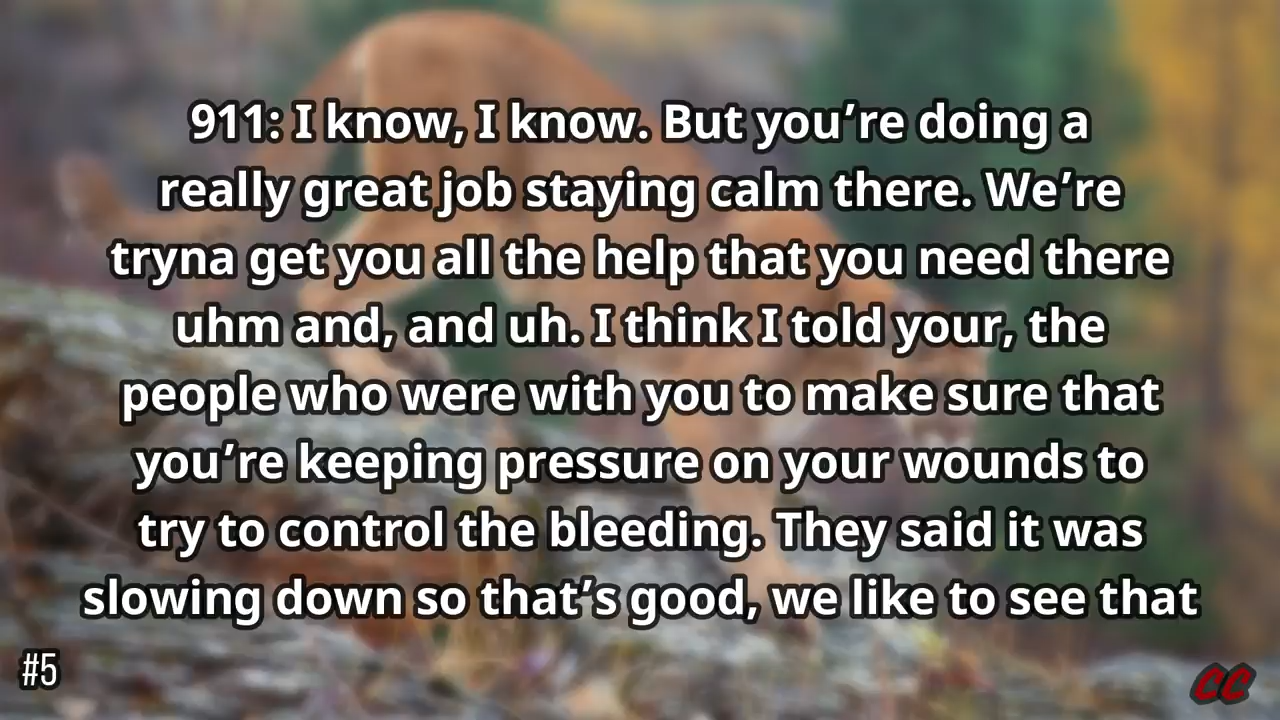 911: I know, I know. But you’re doing a
really great job staying calm there. We’re
tryna get you all the help that you need there
uhm and, and uh. I think I told your, the
people who were with you to make sure that
you’re keeping pressure on your wounds to
try to control the bleeding. They said it was
slowing down so that’s good, we like to see that
#5
CC